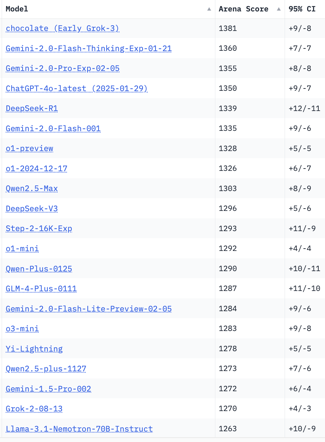 Model Arena Score 95% CI
chocolate (Early Grok-3) 1381 +9/-8
Gemini-2.0-Flash-Thinking-Exp-01-21 1360 +7/-7
Gemini-2.0-Pro-Exp-02-05 1355 +8/-8
ChatGPT-4o-latest (2025-01-29) 1350 +9/-7
DeepSeek-R1 1339 +12/-11
Gemini-2.0-Flash-001 1335 +9/-6
o1-preview 1328 +5/-5
o1-2024-12-17 1326 +6/-7
Qwen2.5-Max 1303 +8/-9
DeepSeek-V3 1296 +5/-6
Step-2-16K-Exp 1293 +11/-9
o1-mini 1292 +4/-4
Qwen-Plus-0125 1290 +10/-11
GLM-4-Plus-0111 1287 +11/-10
Gemini-2.0-Flash-Lite-Preview-02-05 1284 +9/-6
o3-mini 1283 +9/-8
Yi-Lightning 1278 +5/-5
Qwen2.5-plus-1127 1273 +7/-6
Gemini-1.5-Pro-002 1272 +6/-4
Grok-2-08-13 1270 +4/-3
Llama-3.1-Nemotron-70B-Instruct 1263 +10/-9